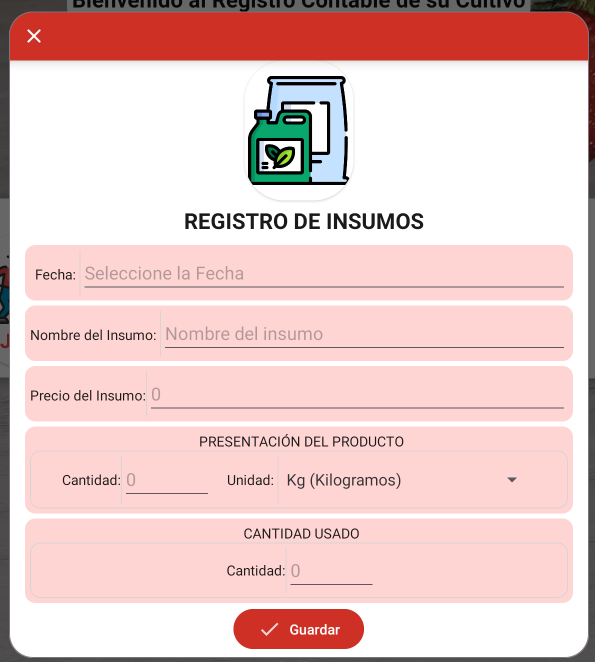 Bienvenido al Registro Contable de su Cultivo
REGISTRO DE INSUMOS
Fecha: Seleccione la Fecha
Nombre del Insumo: Nombre del insumo
Precio del Insumo: 0
PRESENTACIÓN DEL PRODUCTO
Cantidad: 0 Unidad: Kg (Kilogramos)
CANTIDAD USADO
Cantidad: 0
Guardar